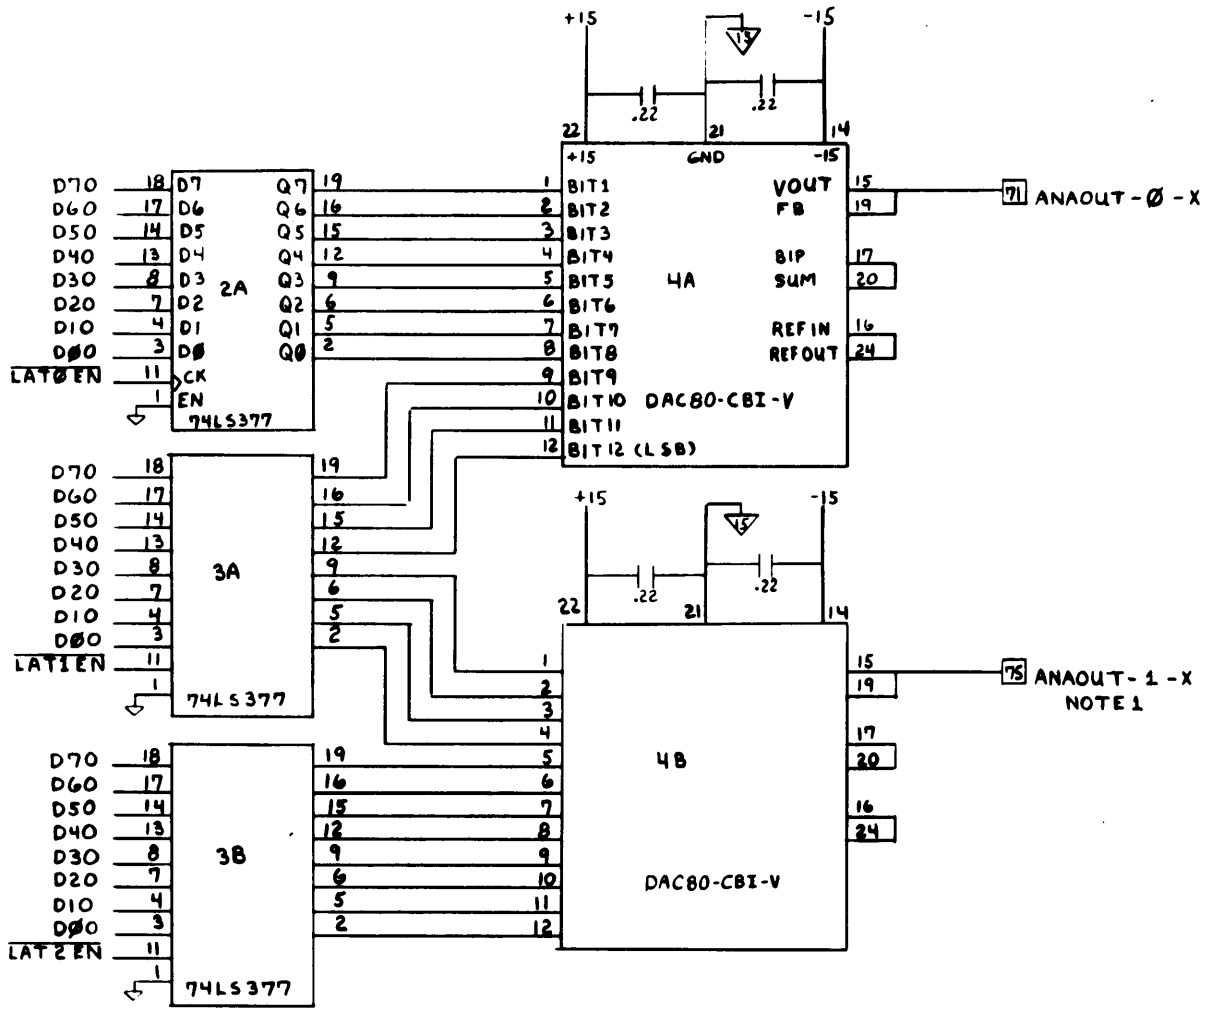 +15
-15
15
.22
.22
22
21
14
+15
GND
-15
D70 18 D7 Q7 19 1 BIT1 VOUT 15
D60 17 D6 Q6 16 2 BIT2 FB 19
71 ANAOUT-Ø-X
D50 14 D5 Q5 15 3 BIT3
D40 13 D4 Q4 12 4 BIT4 BIP 17
D30 8 D3 Q3 9 5 BIT5 SUM 20
2A
4A
D20 7 D2 Q2 6 6 BIT6
D10 4 D1 Q1 5 7 BIT7 REFIN 16
DØ0 3 DØ QØ 2 8 BIT8 REFOUT 24
LATØEN 11 CK 9 BIT9
1 EN 10 BIT10 DAC80-CBI-V
74LS377 11 BIT11
12 BIT12 (LSB)
D70 18 19
D60 17 16
D50 14 15
D40 13 12
D30 8 9
3A
D20 7 6
D10 4 5
DØ0 3 2
LAT1EN 11
1 74LS377
+15
-15
15
.22
.22
22
21
14
1 15
2 19
75 ANAOUT-1-X
NOTE 1
3
4 17
D70 18 19 5 20
4B
D60 17 16 6
D50 14 15 7 16
D40 13 12 8 24
D30 8 9 9
3B
D20 7 6 10 DAC80-CBI-V
D10 4 5 11
DØ0 3 2 12
LAT2EN 11
1 74LS377